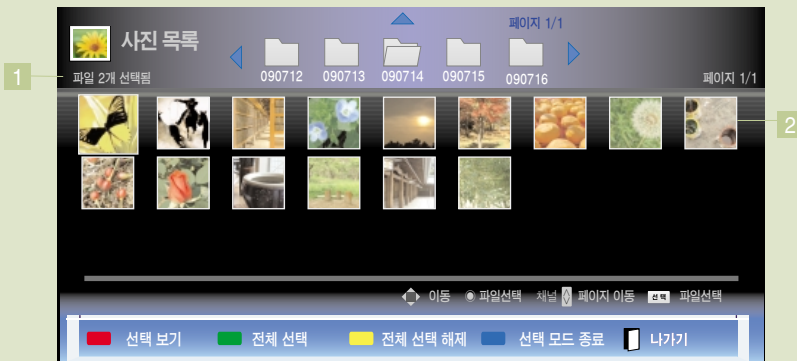 페이지 1/1
사진 목록
090712 090713 090714 090715 090716
1 파일 2개 선택됨 페이지 1/1
2
이동 파일선택 채널 페이지 이동 선택 파일선택
선택 보기 전체 선택 전체 선택 해제 선택 모드 종료 나가기